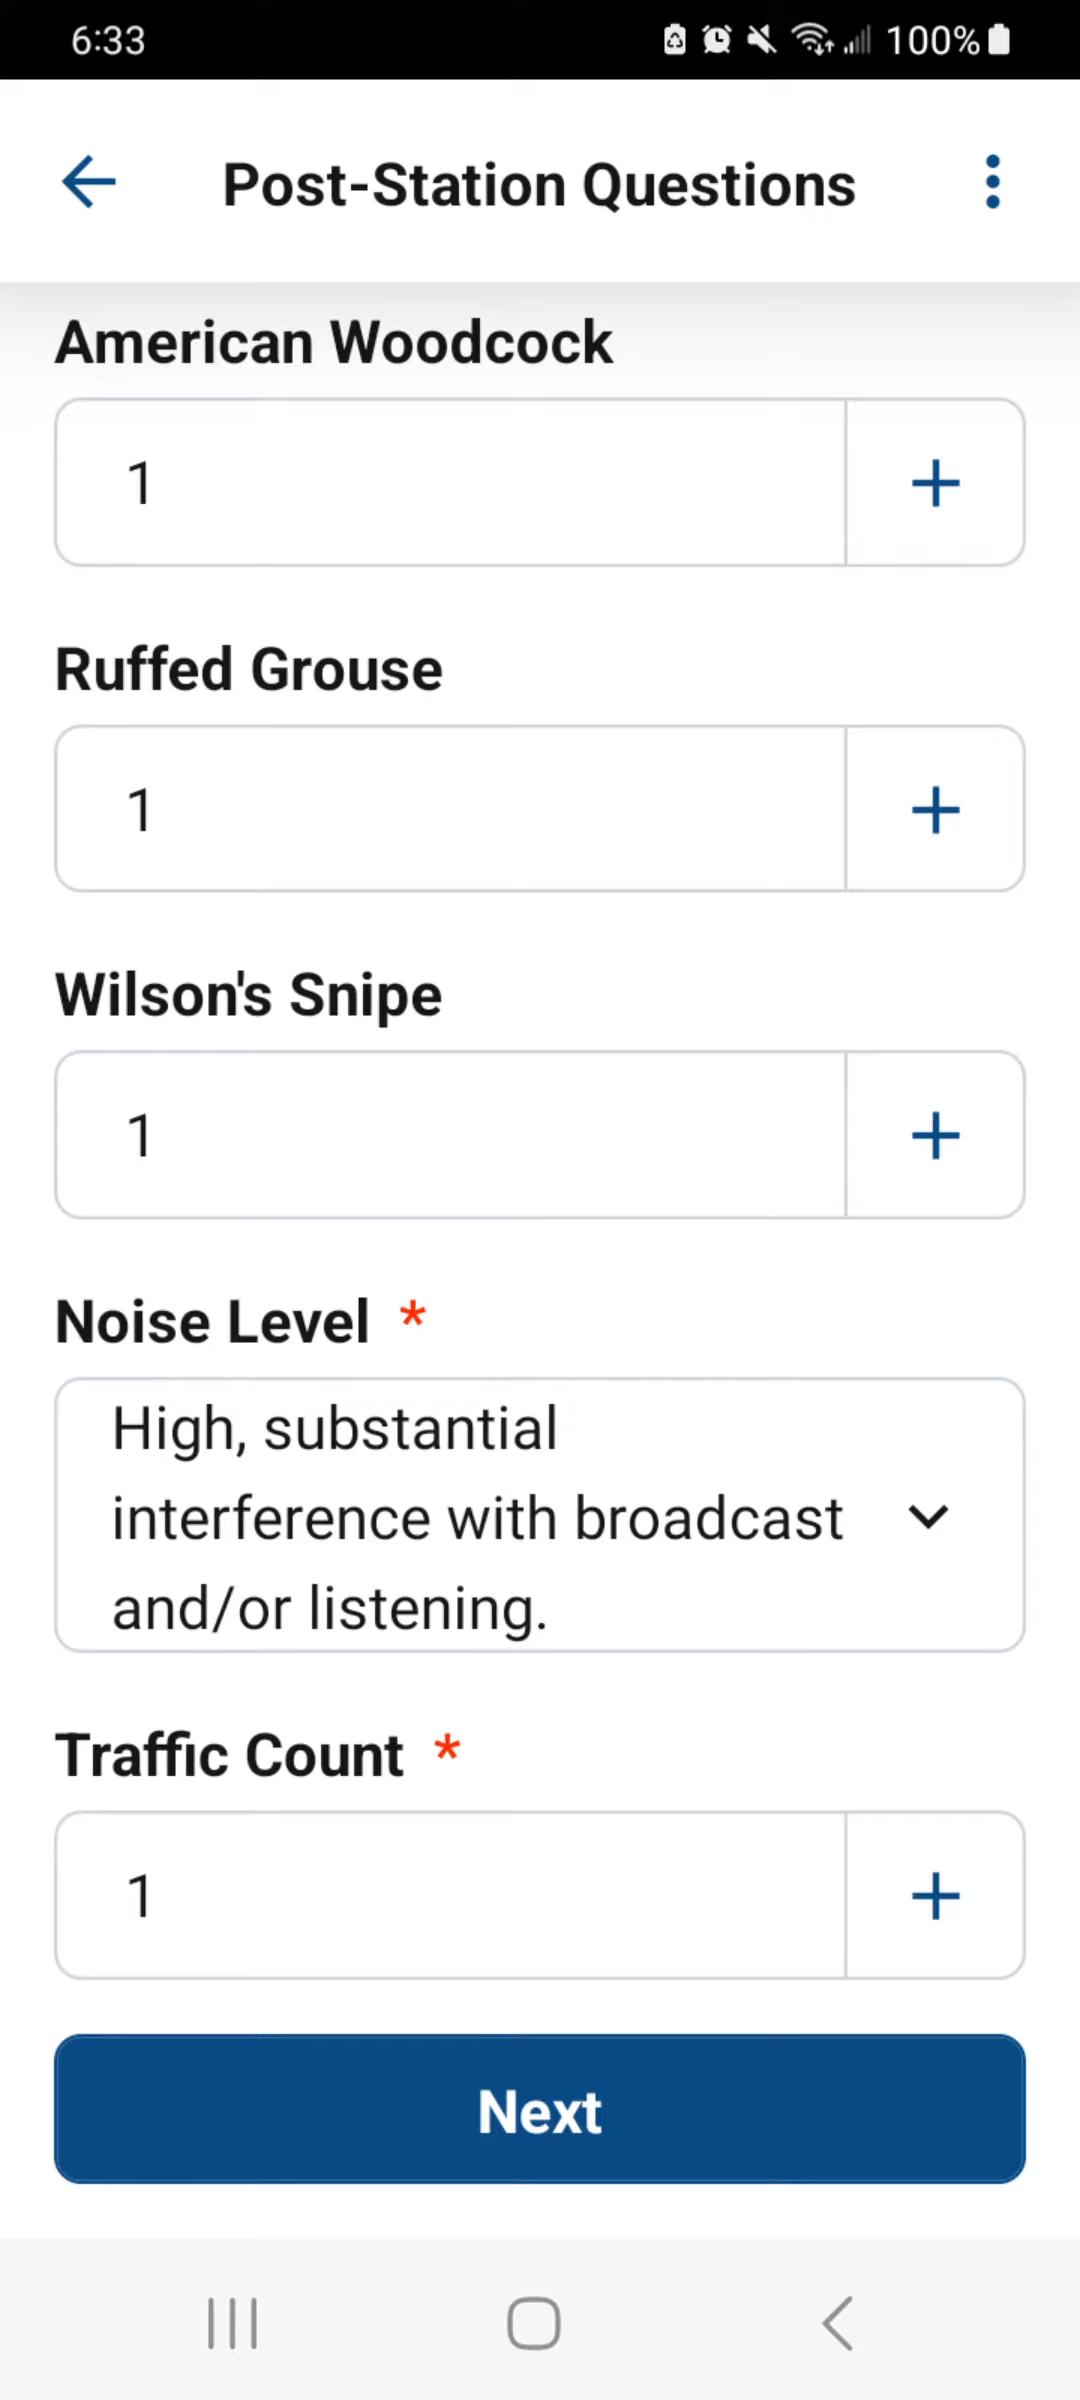 6:33
100%
Post-Station Questions
American Woodcock
1
+
Ruffed Grouse
1
+
Wilson's Snipe
1
+
Noise Level *
High, substantial
interference with broadcast
and/or listening.
Traffic Count *
1
+
Next